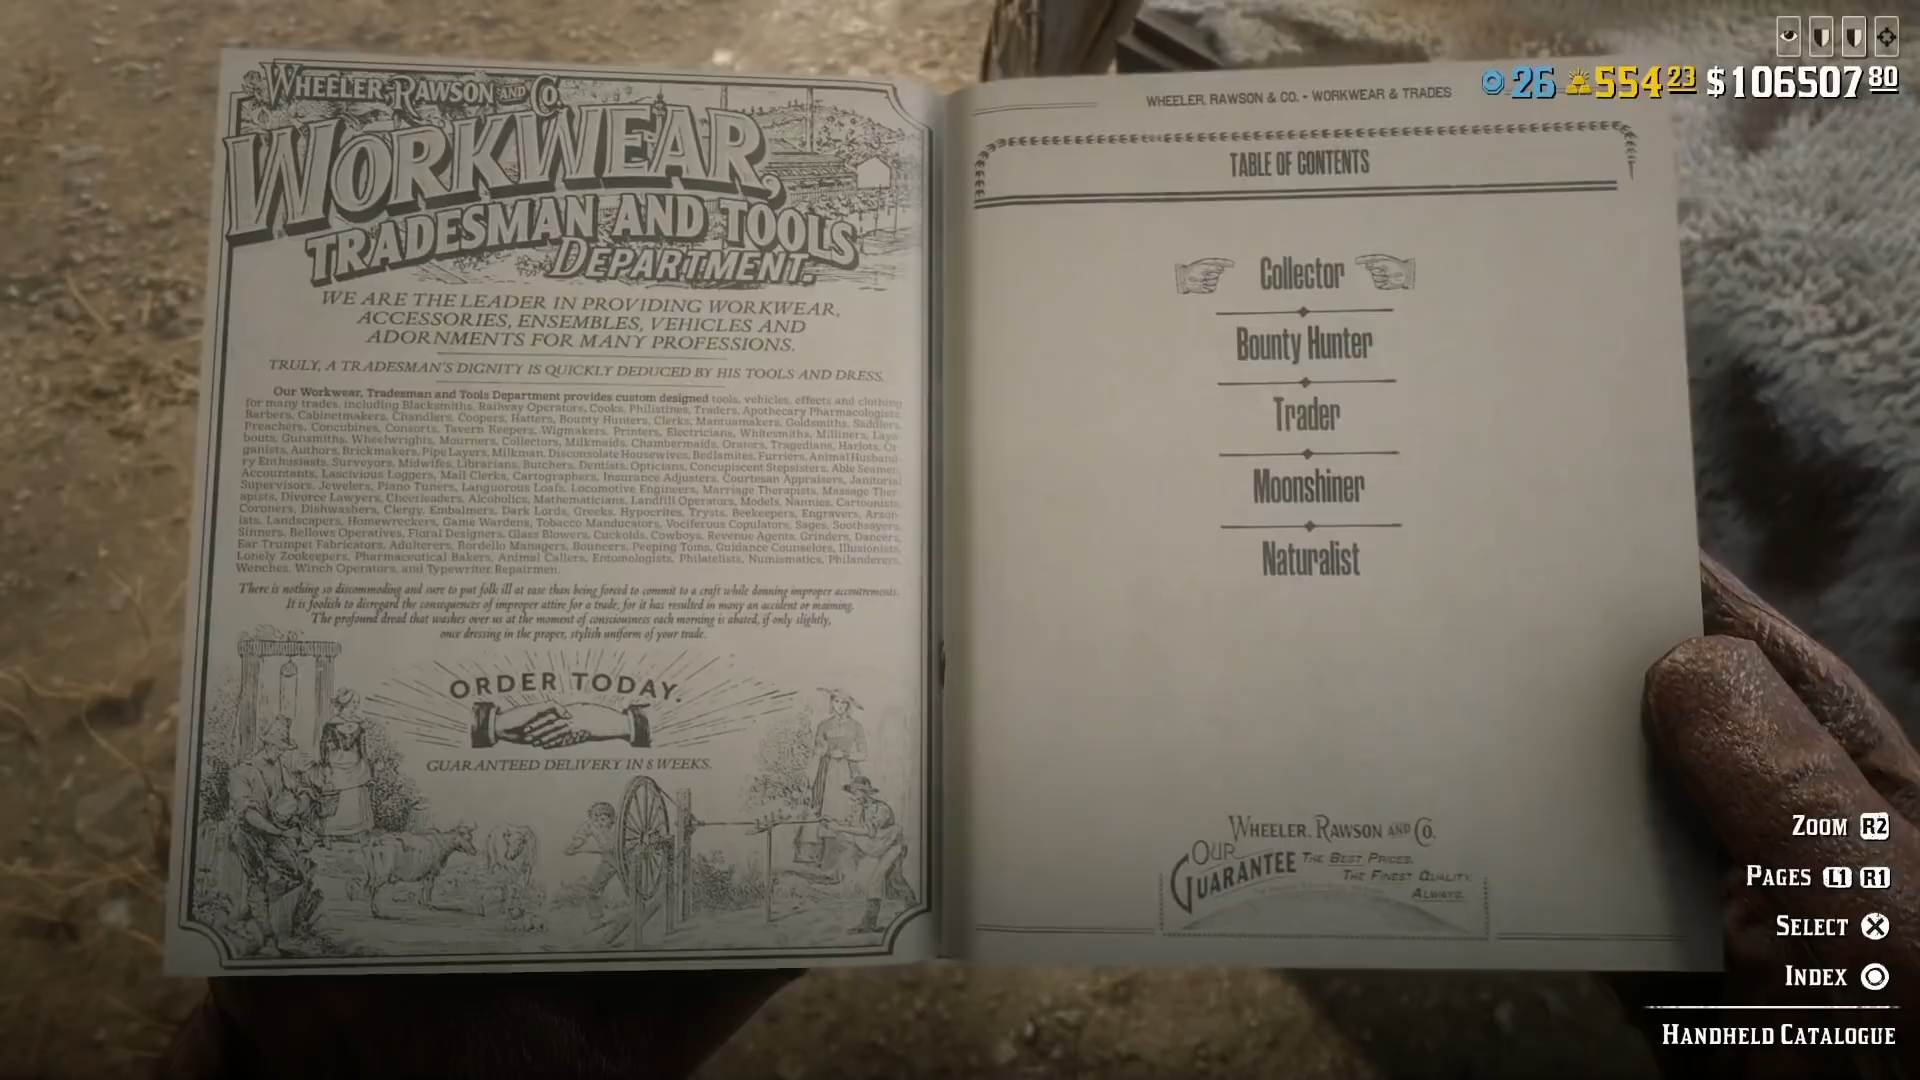 WHEELER, RAWSON AND CO.
WORKWEAR,
TRADESMAN AND TOOLS
DEPARTMENT.
WE ARE THE LEADER IN PROVIDING WORKWEAR,
ACCESSORIES, ENSEMBLES, VEHICLES AND
ADORNMENTS FOR MANY PROFESSIONS.
TRULY, A TRADESMAN'S DIGNITY IS QUICKLY DEDUCED BY HIS TOOLS AND DRESS.
Our Workwear, Tradesman and Tools Department provides custom designed tools, vehicles, effects and clothing
for many trades, including Blacksmiths, Railway Operators, Cooks, Philistines, Traders, Apothecary Pharmacologists,
Barbers, Cabinetmakers, Chandlers, Coopers, Hatters, Bounty Hunters, Clerks, Mantuamakers, Goldsmiths, Saddlers,
Preachers, Concubines, Consorts, Tavern Keepers, Wigmakers, Printers, Electricians, Whitesmiths, Milliners, Laya-
bouts, Gunsmiths, Wheelwrights, Mourners, Collectors, Milkmaids, Chambermaids, Orators, Tragedians, Harlots, Or-
ganists, Authors, Brickmakers, Pipe Layers, Milkman, Disconsolate Housewives, Bedlamites, Furriers, Animal Husband-
ry Enthusiasts, Surveyors, Midwifes, Librarians, Butchers, Dentists, Opticians, Concupiscent Stepsisters, Able Seamen,
Accountants, Lascivious Loggers, Mail Clerks, Cartographers, Insurance Adjusters, Courtesan Appraisers, Janitorial
Supervisors, Jewelers, Piano Tuners, Languorous Loafs, Locomotive Engineers, Marriage Therapists, Massage Ther-
apists, Divorce Lawyers, Cheerleaders, Alcoholics, Mathematicians, Landfill Operators, Models, Nannies, Cartoonists,
Coroners, Dishwashers, Clergy, Embalmers, Dark Lords, Greeks, Hypocrites, Trysts, Beekeepers, Engravers, Arson-
ists, Landscapers, Homewreckers, Game Wardens, Tobacco Manducators, Vociferous Copulators, Sages, Soothsayers,
Sinners, Bellows Operatives, Floral Designers, Glass Blowers, Cuckolds, Cowboys, Revenue Agents, Grinders, Dancers,
Ear Trumpet Fabricators, Adulterers, Bordello Managers, Bouncers, Peeping Toms, Guidance Counselors, Illusionists,
Lonely Zookeepers, Pharmaceutical Bakers, Animal Callers, Entomologists, Philatelists, Numismatics, Philanderers,
Wenches, Winch Operators, and Typewriter Repairmen.
There is nothing so discommoding and sure to put folk ill at ease than being forced to commit to a craft while donning improper accoutrements.
It is foolish to disregard the consequences of improper attire for a trade, for it has resulted in many an accident or maiming.
The profound dread that washes over us at the moment of consciousness each morning is abated, if only slightly,
once dressing in the proper, stylish uniform of your trade.
ORDER TODAY.
GUARANTEED DELIVERY IN 8 WEEKS.
WHEELER, RAWSON & CO. - WORKWEAR & TRADES
TABLE OF CONTENTS
Collector
Bounty Hunter
Trader
Moonshiner
Naturalist
WHEELER, RAWSON AND CO.
OUR
GUARANTEE THE BEST PRICES.
THE FINEST QUALITY.
ALWAYS.
26 554 23 $106507 80
ZOOM R2
PAGES L1 R1
SELECT
INDEX
HANDHELD CATALOGUE